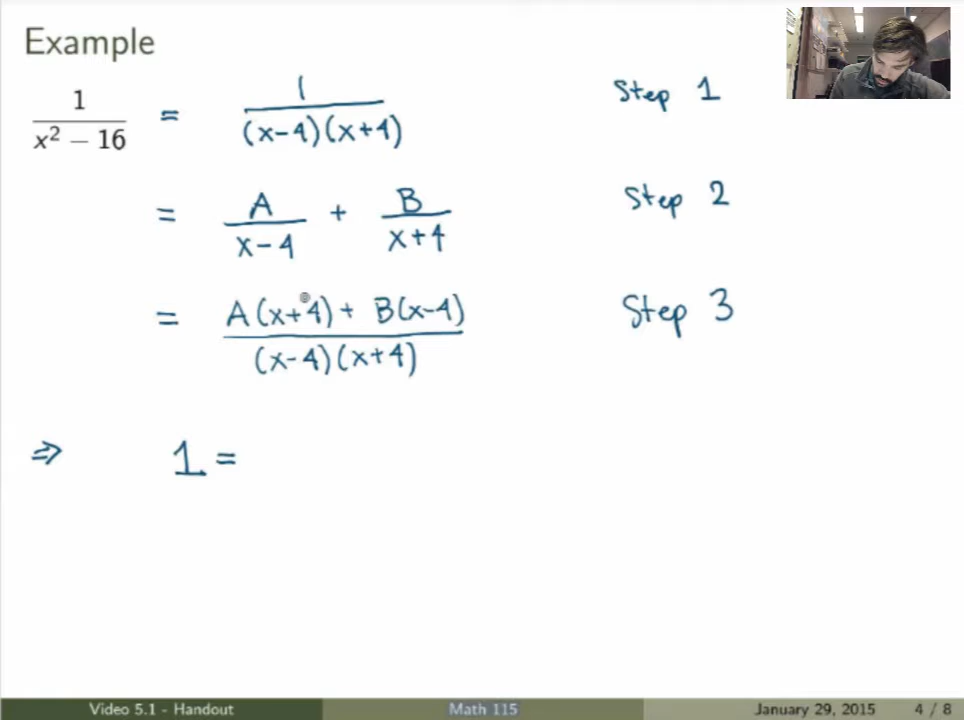 Example
1/(x² − 16) = 1/((x-4)(x+4)) Step 1
= A/(x-4) + B/(x+4) Step 2
= (A(x+4) + B(x-4))/((x-4)(x+4)) Step 3
⇒ 1 =
Video 5.1 - Handout Math 115 January 29, 2015 4 / 8